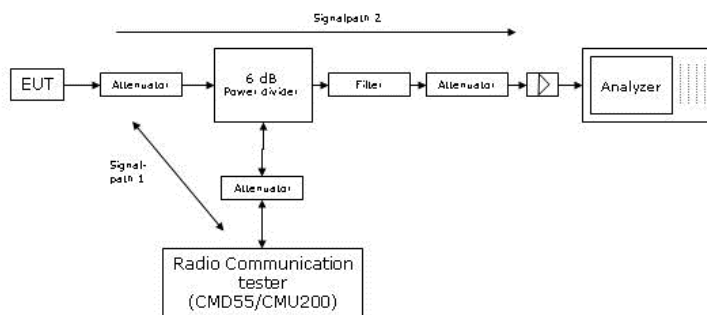 Signalpath 2
EUT
Attenuator
6 dB
Power divider
Filter
Attenuator
Analyzer
Signal-
path 1
Attenuator
Radio Communication
tester
(CMD55/CMU200)